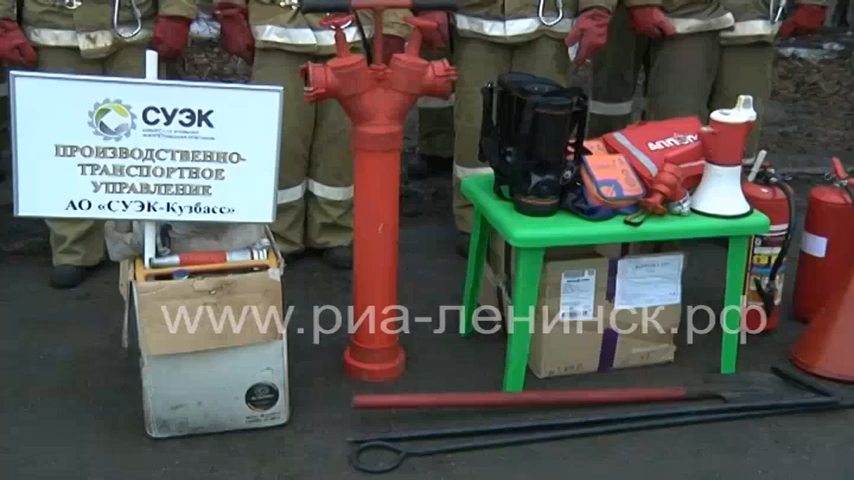 СУЭК
ПРОИЗВОДСТВЕННО-
ТРАНСПОРТНОЕ
УПРАВЛЕНИЕ
АО «СУЭК-Кузбасс»
www.риа-ленинск.рф